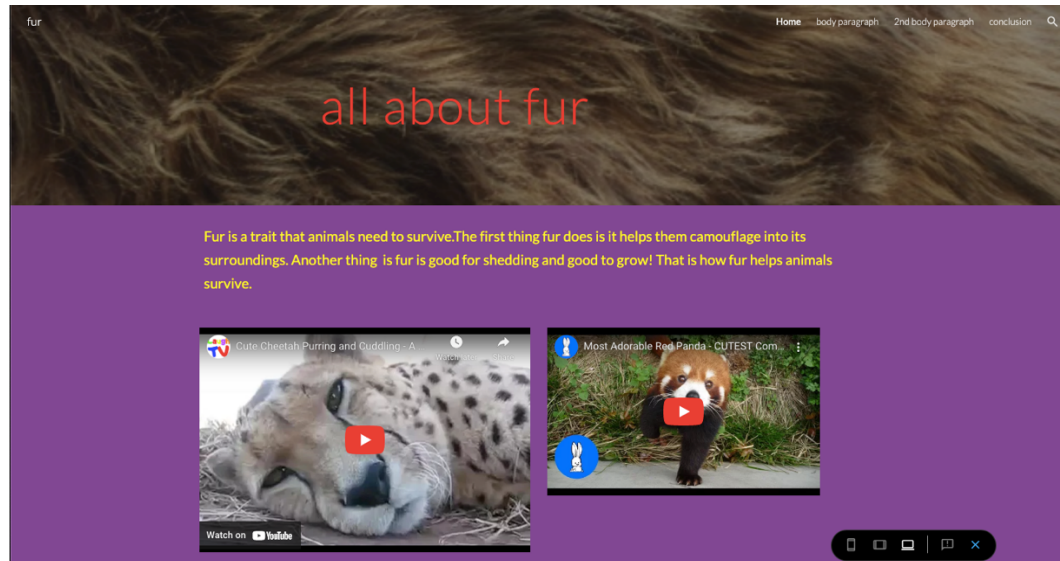 fur
Home body paragraph 2nd body paragraph conclusion
all about fur
Fur is a trait that animals need to survive.The first thing fur does is it helps them camouflage into its
surroundings. Another thing is fur is good for shedding and good to grow! That is how fur helps animals
survive.
Cute Cheetah Purring and Cuddling - A
Most Adorable Red Panda - CUTEST Com...
Watch on YouTube